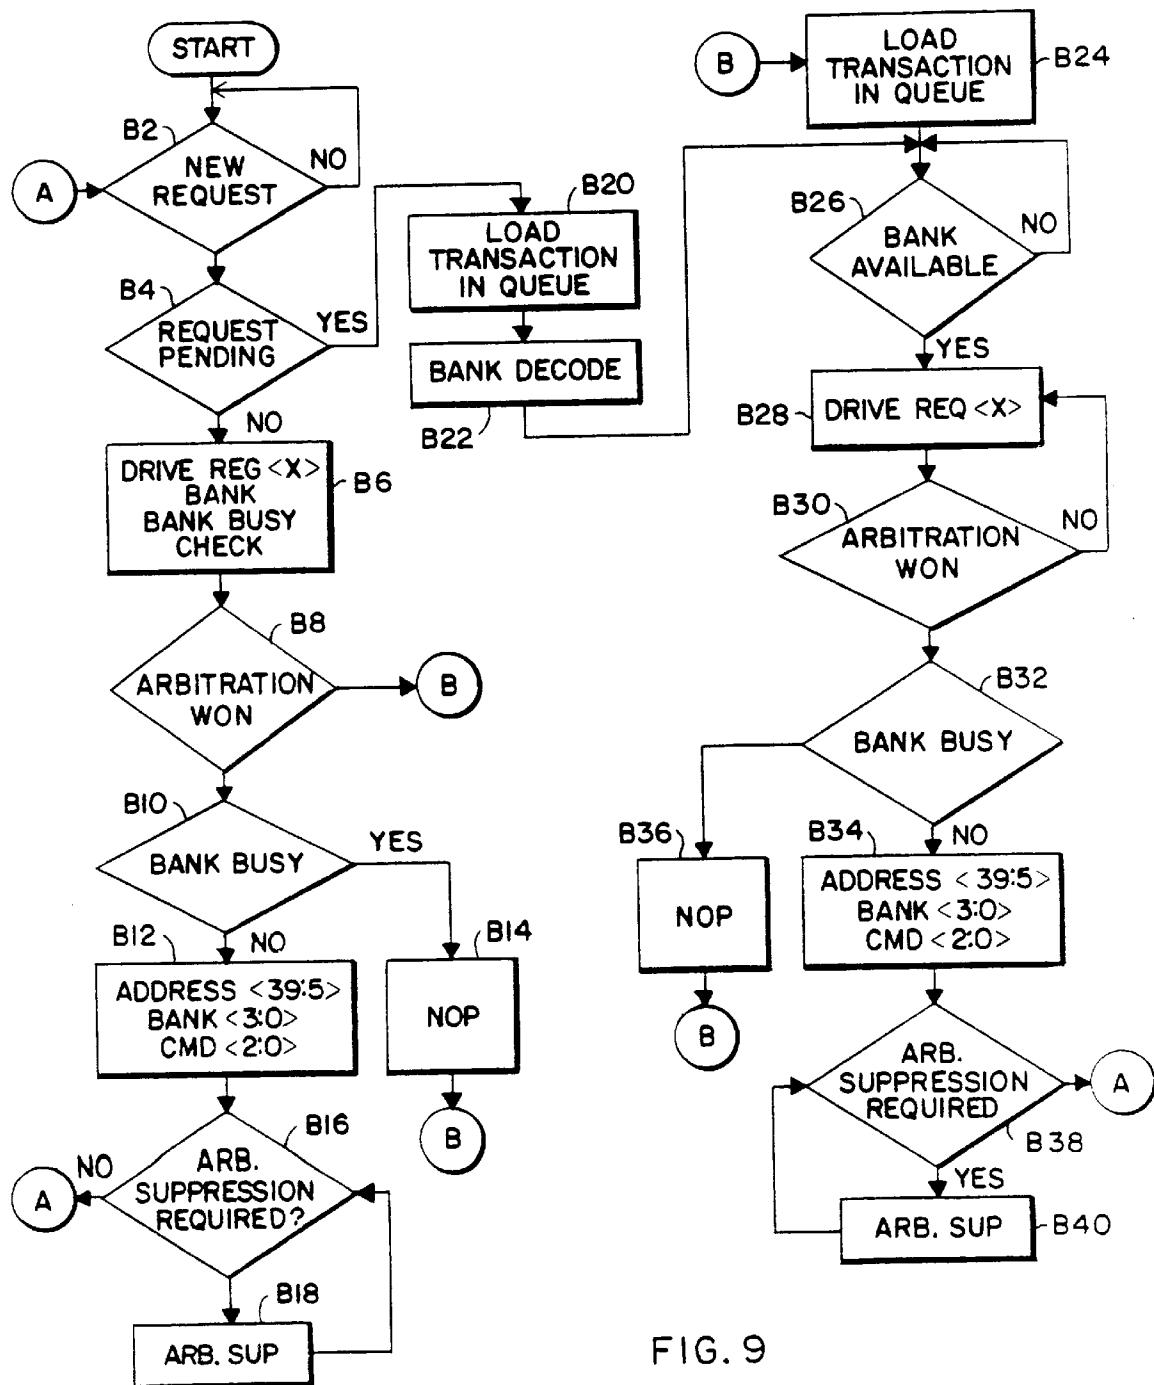 START
B2
NEW
REQUEST
NO
A
B4
REQUEST
PENDING
YES
NO
DRIVE REG <X>
BANK
BANK BUSY
CHECK
B6
B8
ARBITRATION
WON
B
B10
BANK BUSY
YES
NO
B12
ADDRESS <39:5>
BANK <3:0>
CMD <2:0>
B14
NOP
B
B16
ARB.
SUPPRESSION
REQUIRED?
NO
A
B18
ARB. SUP
B20
LOAD
TRANSACTION
IN QUEUE
BANK DECODE
B22
B
LOAD
TRANSACTION
IN QUEUE
B24
B26
BANK
AVAILABLE
NO
YES
B28
DRIVE REQ <X>
B30
ARBITRATION
WON
NO
B32
BANK BUSY
NO
B36
NOP
B
B34
ADDRESS <39:5>
BANK <3:0>
CMD <2:0>
ARB.
SUPPRESSION
REQUIRED
A
B38
YES
ARB. SUP
B40
FIG. 9